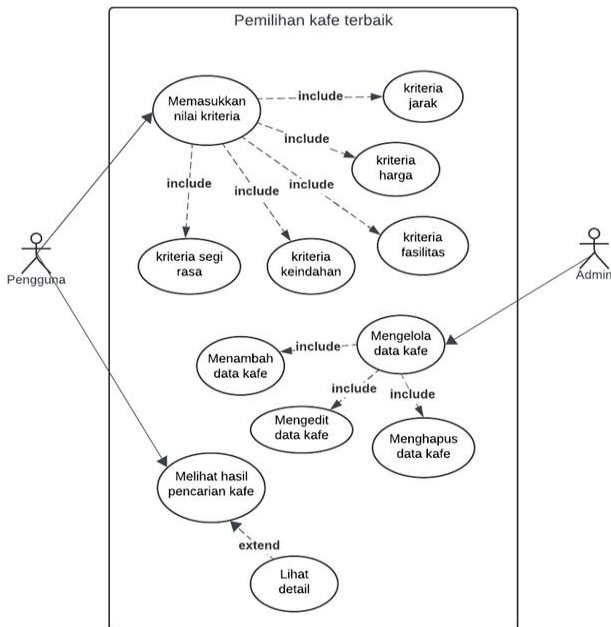 Pemilihan kafe terbaik
Memasukkan
nilai kriteria
include
kriteria
jarak
include
kriteria
harga
include
include
include
kriteria segi
rasa
kriteria
keindahan
kriteria
fasilitas
Pengguna
Admin
Mengelola
data kafe
include
Menambah
data kafe
include
include
Mengedit
data kafe
Menghapus
data kafe
Melihat hasil
pencarian kafe
extend
Lihat
detail